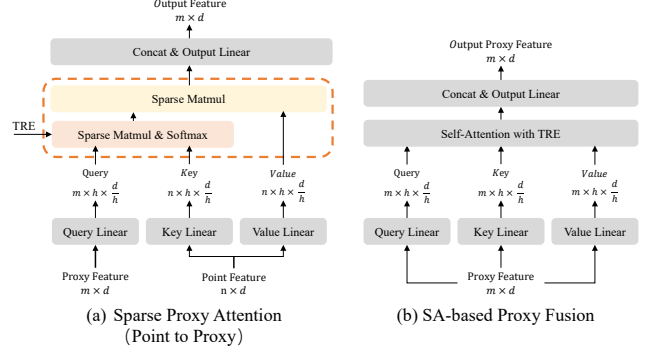 Output Feature
m × d
Concat & Output Linear
Sparse Matmul
TRE
Sparse Matmul & Softmax
Query
m × h × d/h
Key
n × h × d/h
Value
n × h × d/h
Query Linear
Key Linear
Value Linear
Proxy Feature
m × d
Point Feature
n × d
(a) Sparse Proxy Attention
(Point to Proxy)
Output Proxy Feature
m × d
Concat & Output Linear
Self-Attention with TRE
Query
m × h × d/h
Key
m × h × d/h
Value
m × h × d/h
Query Linear
Key Linear
Value Linear
Proxy Feature
m × d
(b) SA-based Proxy Fusion